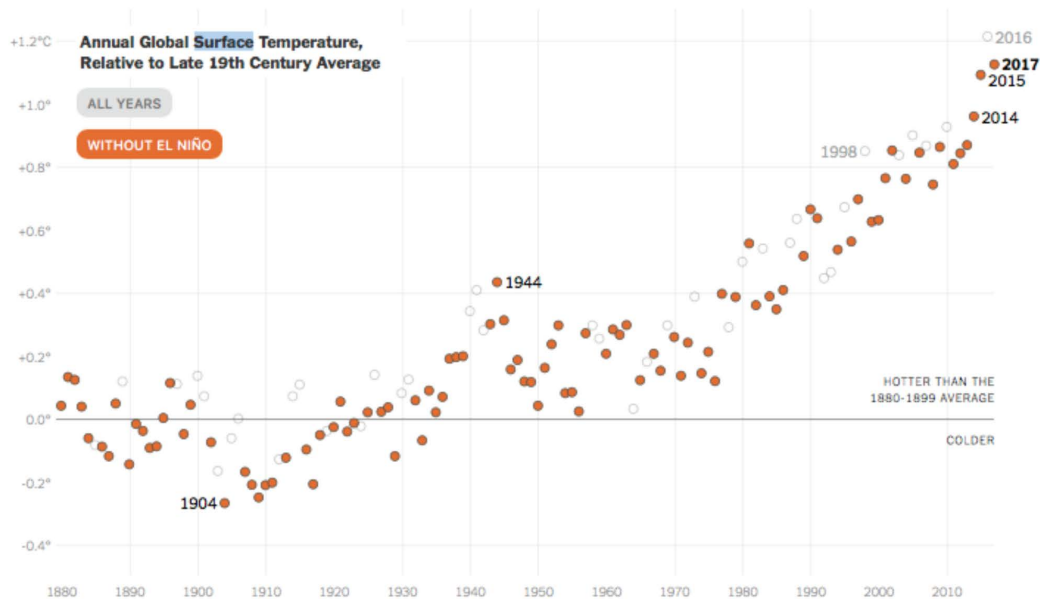 Annual Global Surface Temperature,
Relative to Late 19th Century Average
ALL YEARS
WITHOUT EL NIÑO
+1.2°C
+1.0°
+0.8°
+0.6°
+0.4°
+0.2°
0.0°
-0.2°
-0.4°
2016
2017
2015
2014
1998
1944
1904
HOTTER THAN THE
1880-1899 AVERAGE
COLDER
1880 1890 1900 1910 1920 1930 1940 1950 1960 1970 1980 1990 2000 2010